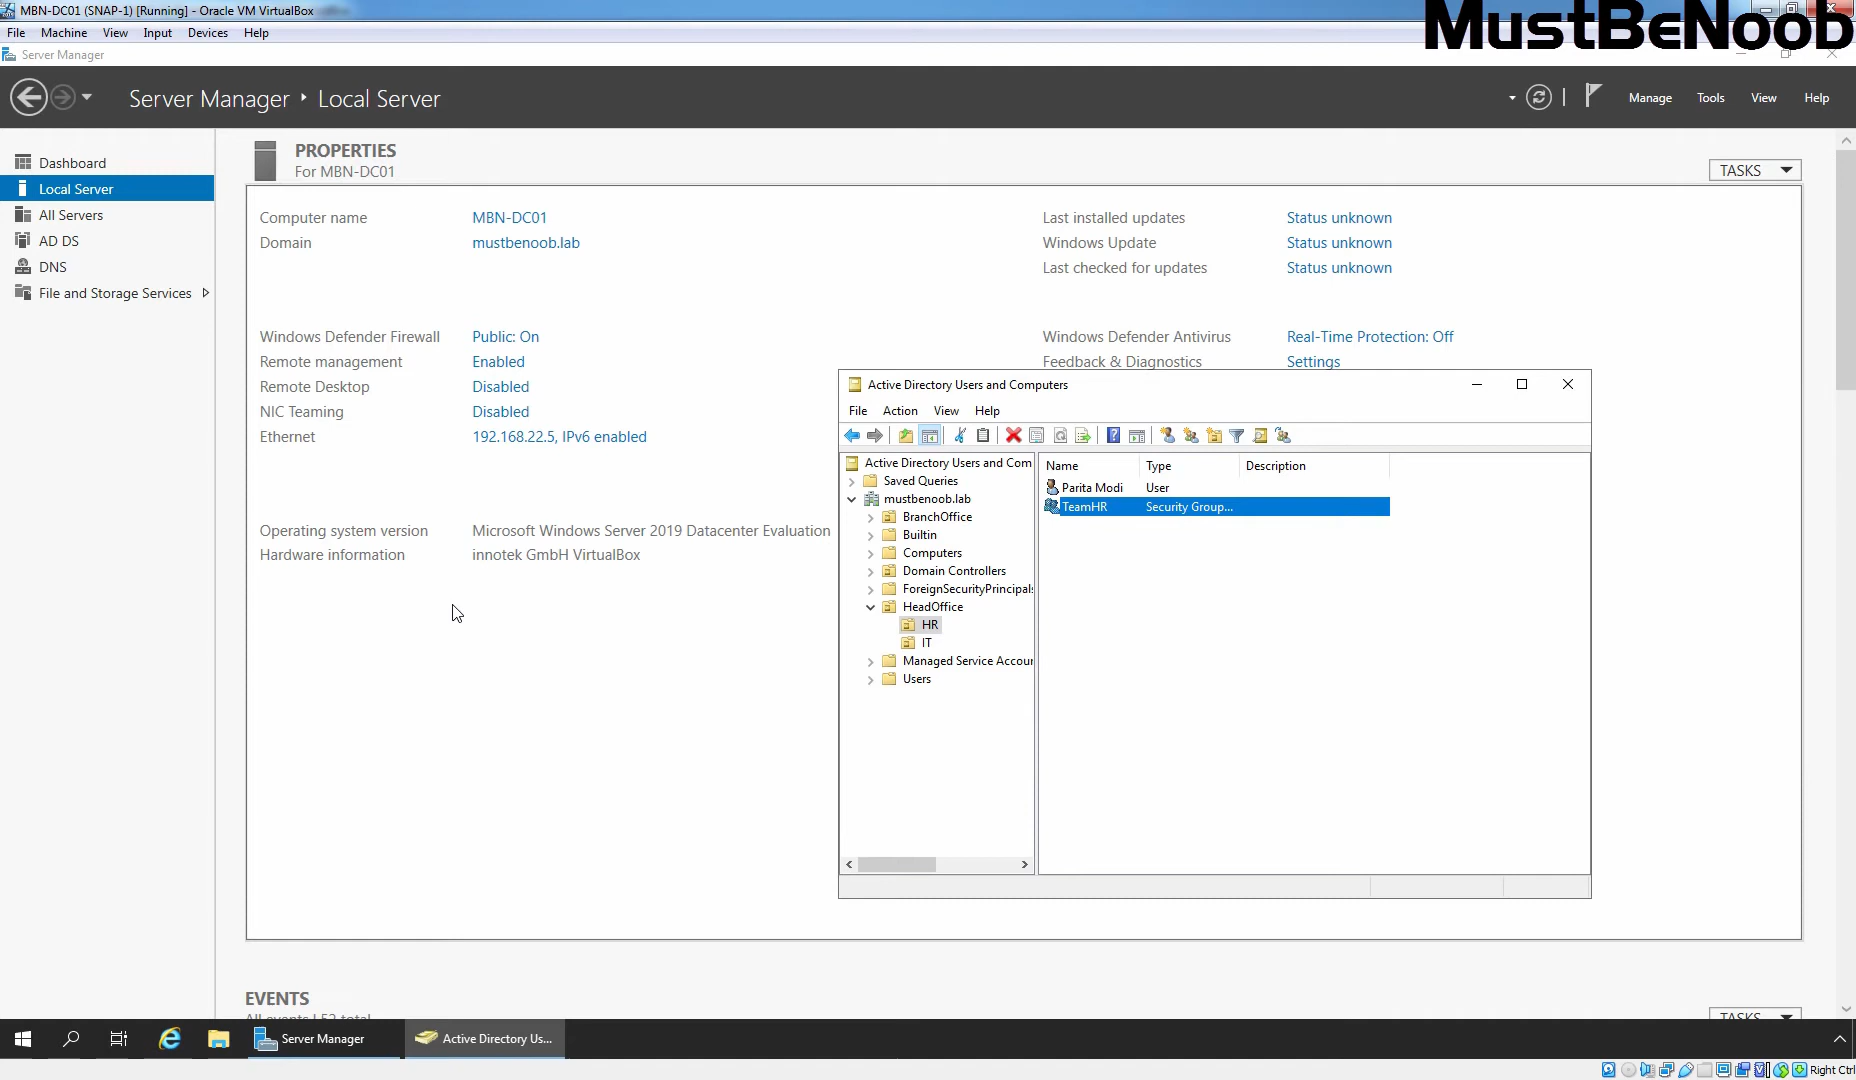 MBN-DC01 (SNAP-1) [Running] - Oracle VM VirtualBox
MustBeNoob
File Machine View Input Devices Help
Server Manager
Server Manager ‣ Local Server
Manage Tools View Help
Dashboard
Local Server
All Servers
AD DS
DNS
File and Storage Services
PROPERTIES
For MBN-DC01
TASKS
Computer name MBN-DC01
Domain mustbenoob.lab
Last installed updates Status unknown
Windows Update Status unknown
Last checked for updates Status unknown
Windows Defender Firewall Public: On
Remote management Enabled
Remote Desktop Disabled
NIC Teaming Disabled
Ethernet 192.168.22.5, IPv6 enabled
Windows Defender Antivirus Real-Time Protection: Off
Feedback & Diagnostics Settings
Operating system version Microsoft Windows Server 2019 Datacenter Evaluation
Hardware information innotek GmbH VirtualBox
Active Directory Users and Computers
File Action View Help
Active Directory Users and Com
Saved Queries
mustbenoob.lab
BranchOffice
Builtin
Computers
Domain Controllers
ForeignSecurityPrincipals
HeadOffice
HR
IT
Managed Service Accour
Users
Name Type Description
Parita Modi User
TeamHR Security Group...
EVENTS
All events | 52 total
TASKS
Server Manager
Active Directory Us...
Right Ctrl